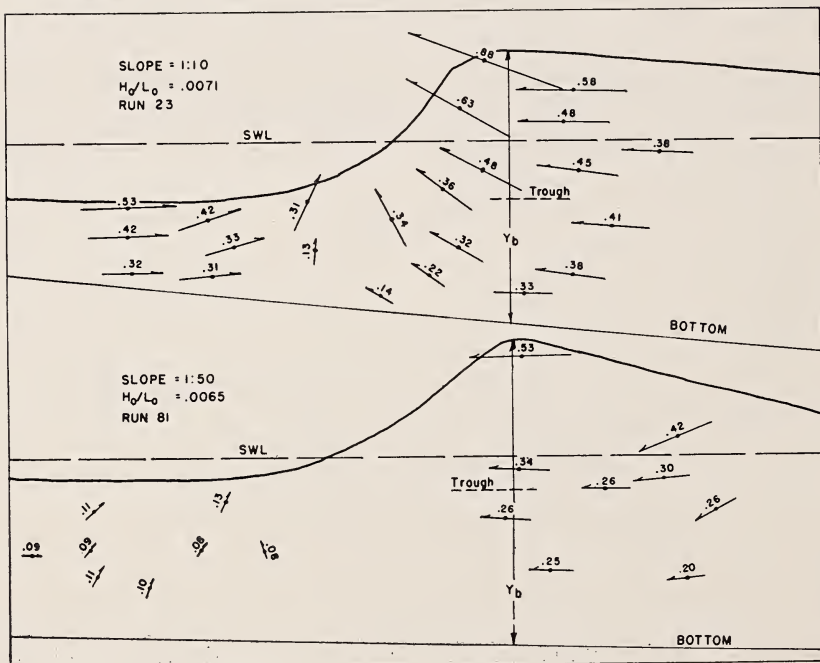 SLOPE = 1:10
H₀/L₀ = .0071
RUN 23
SWL
.88
.58
.63
.48
.38
.48
.45
.36
Trough
.53
.42
.31
.34
.41
.42
.33
.13
.32
Yb
.32
.31
.22
.38
.14
.33
BOTTOM
SLOPE = 1:50
H₀/L₀ = .0065
RUN 81
.53
SWL
.42
.34
.30
Trough
.26
.26
.11
.13
.26
.09
.09
.08
.08
.11
.10
.25
.20
Yb
BOTTOM